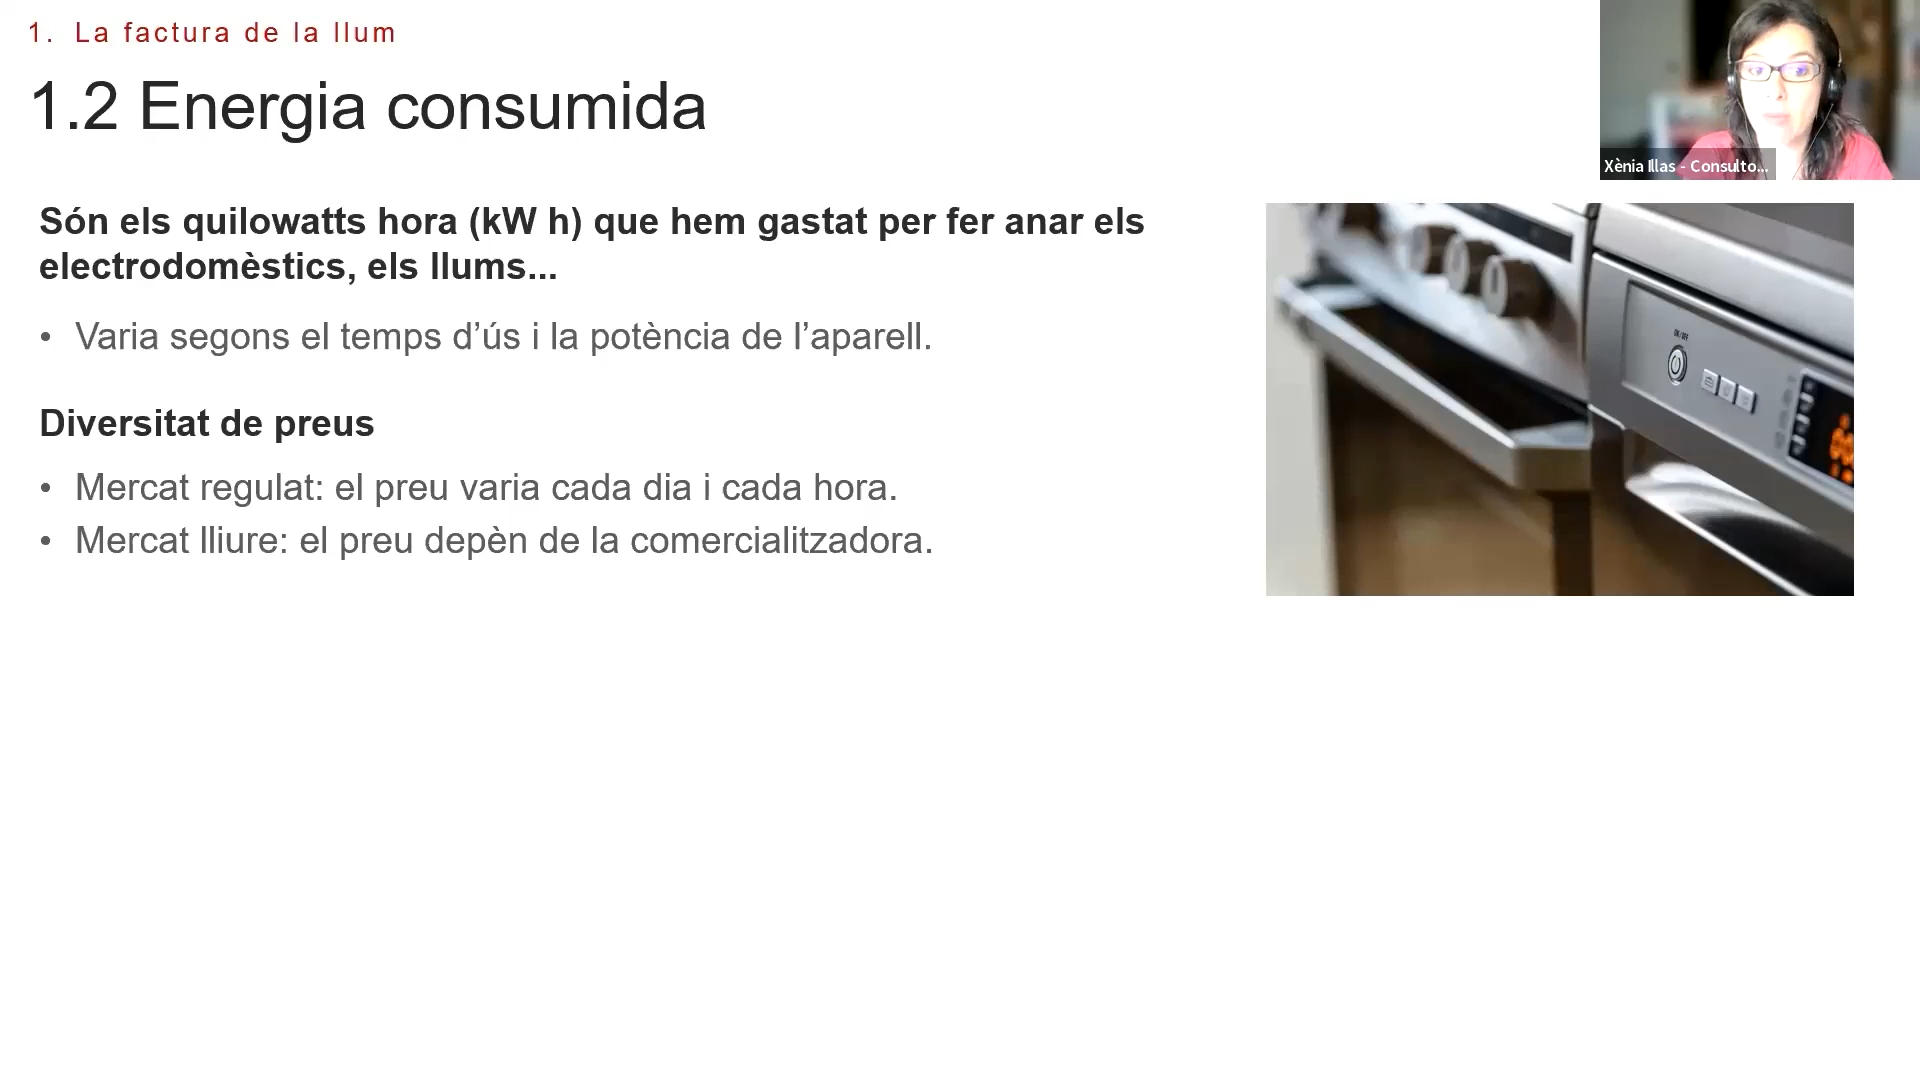 1. La factura de la llum
1.2 Energia consumida
Xènia Illas - Consulto...
Són els quilowatts hora (kW h) que hem gastat per fer anar els
electrodomèstics, els llums...
• Varia segons el temps d’ús i la potència de l’aparell.
Diversitat de preus
• Mercat regulat: el preu varia cada dia i cada hora.
• Mercat lliure: el preu depèn de la comercialitzadora.
ON/OFF